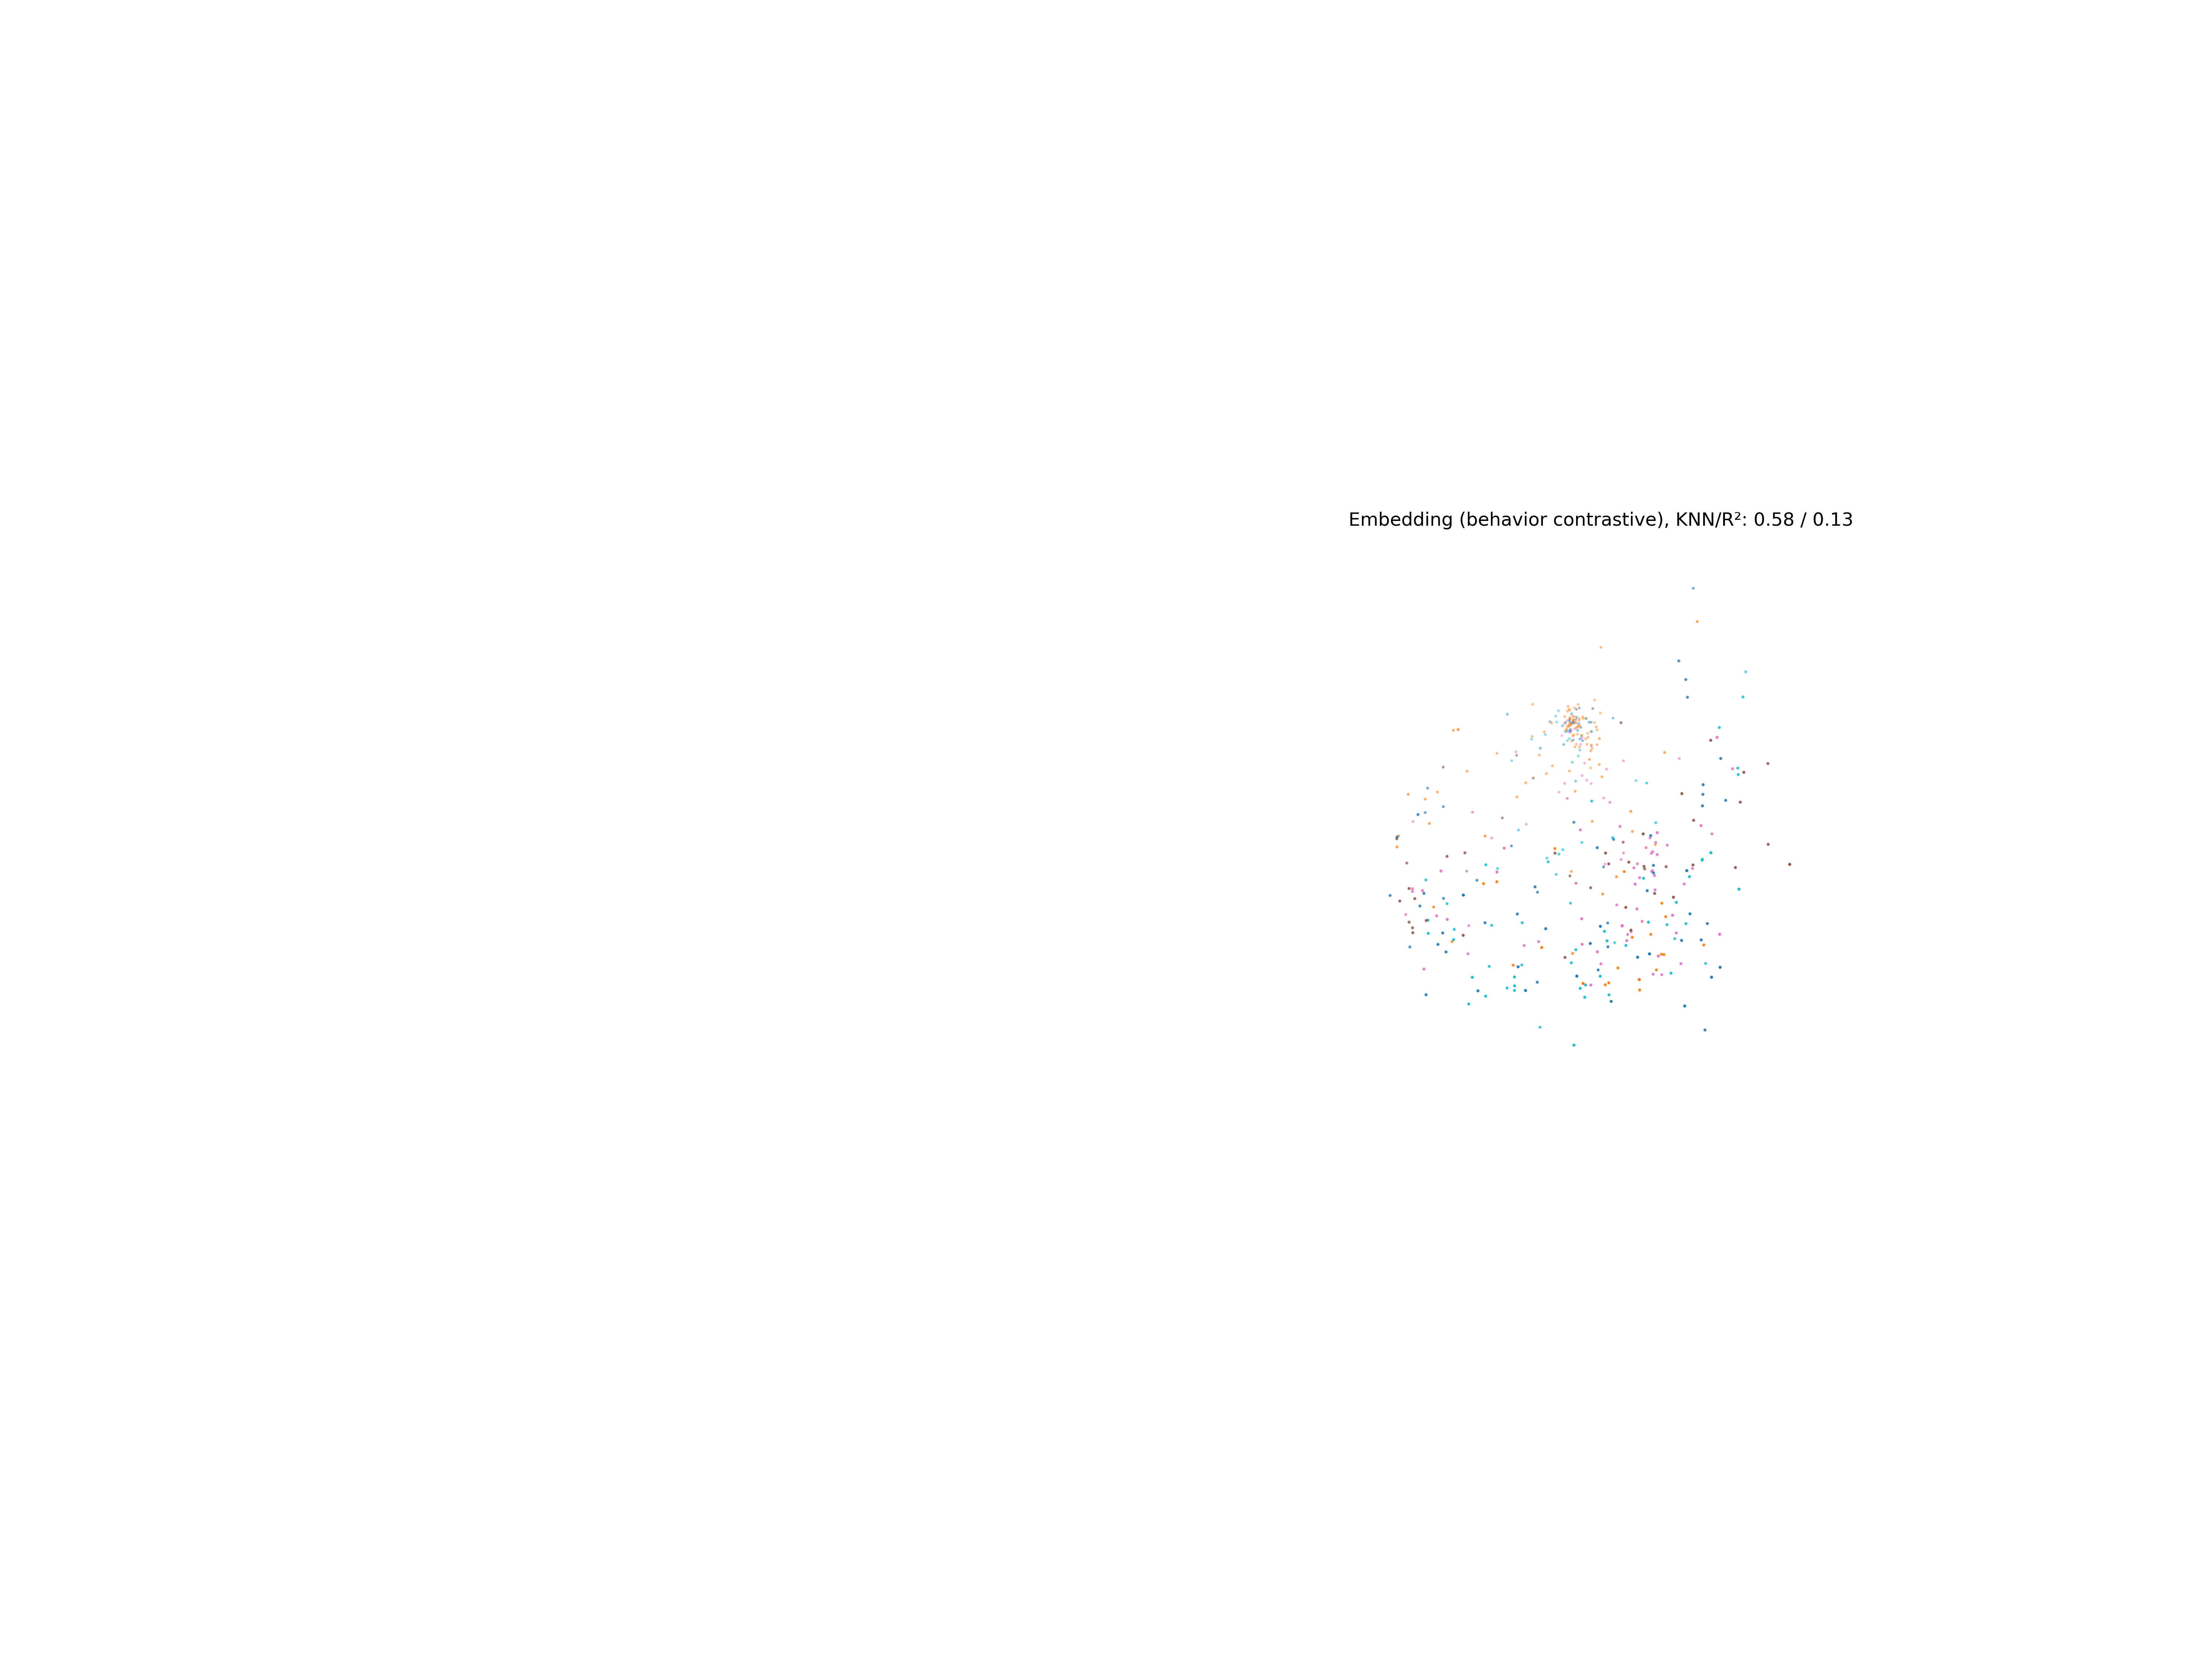 Embedding (behavior contrastive), KNN/R²: 0.58 / 0.13